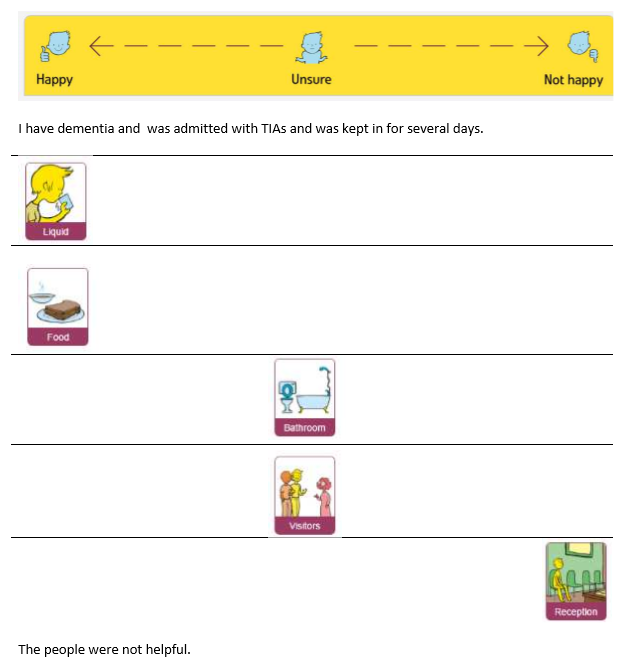 Happy Unsure Not happy
I have dementia and  was admitted with TIAs and was kept in for several days.
Liquid
Food
Bathroom
Visitors
Reception
The people were not helpful.